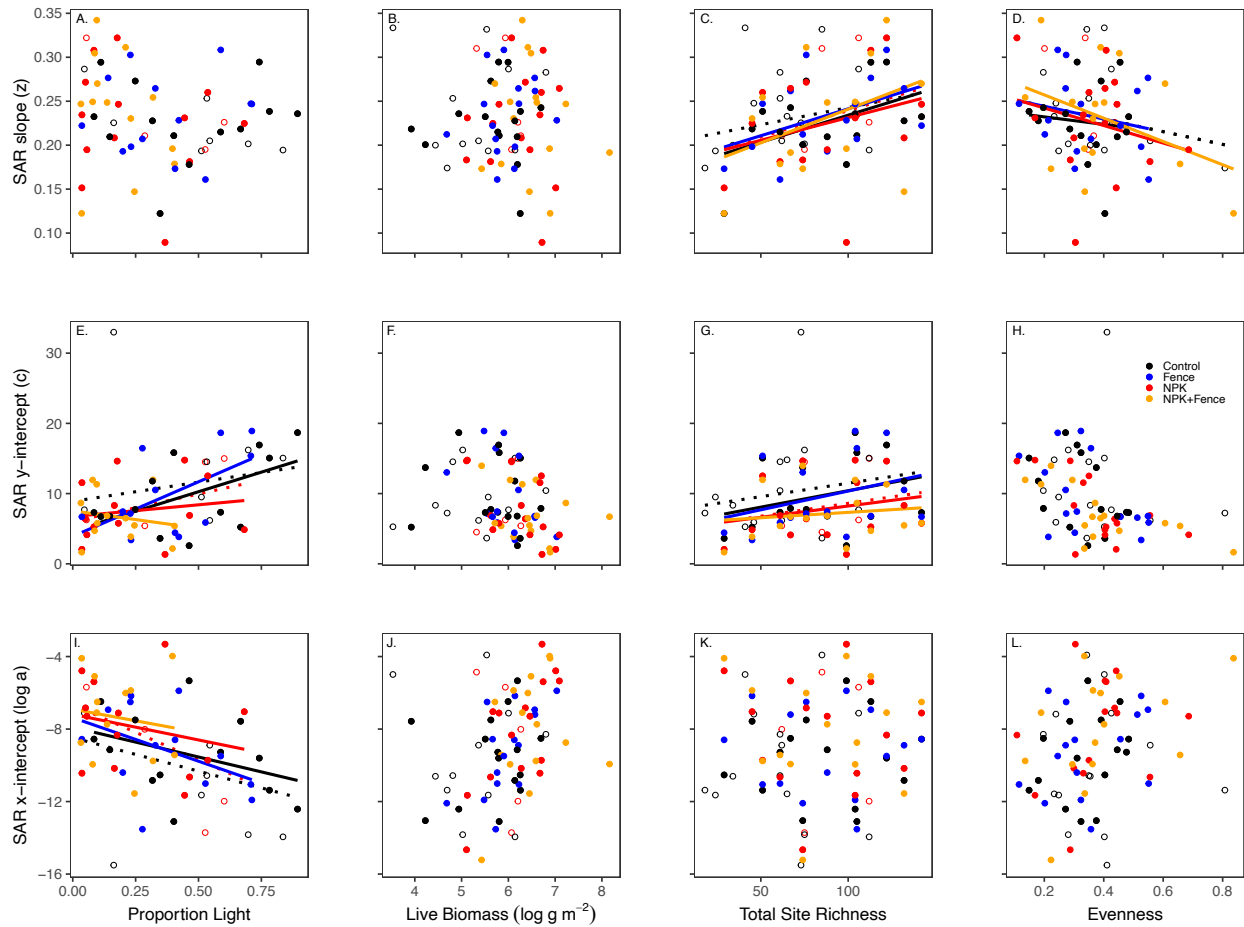 A. B. C. D.
SAR slope (z)
0.35
0.30
0.25
0.20
0.15
0.10
E. F. G. H.
SAR y-intercept (c)
30
20
10
0
Control
Fence
NPK
NPK+Fence
I. J. K. L.
SAR x-intercept (log a)
−4
−8
−12
−16
0.00 0.25 0.50 0.75 4 5 6 7 8 50 100 0.2 0.4 0.6 0.8
Proportion Light Live Biomass (log g m⁻²) Total Site Richness Evenness